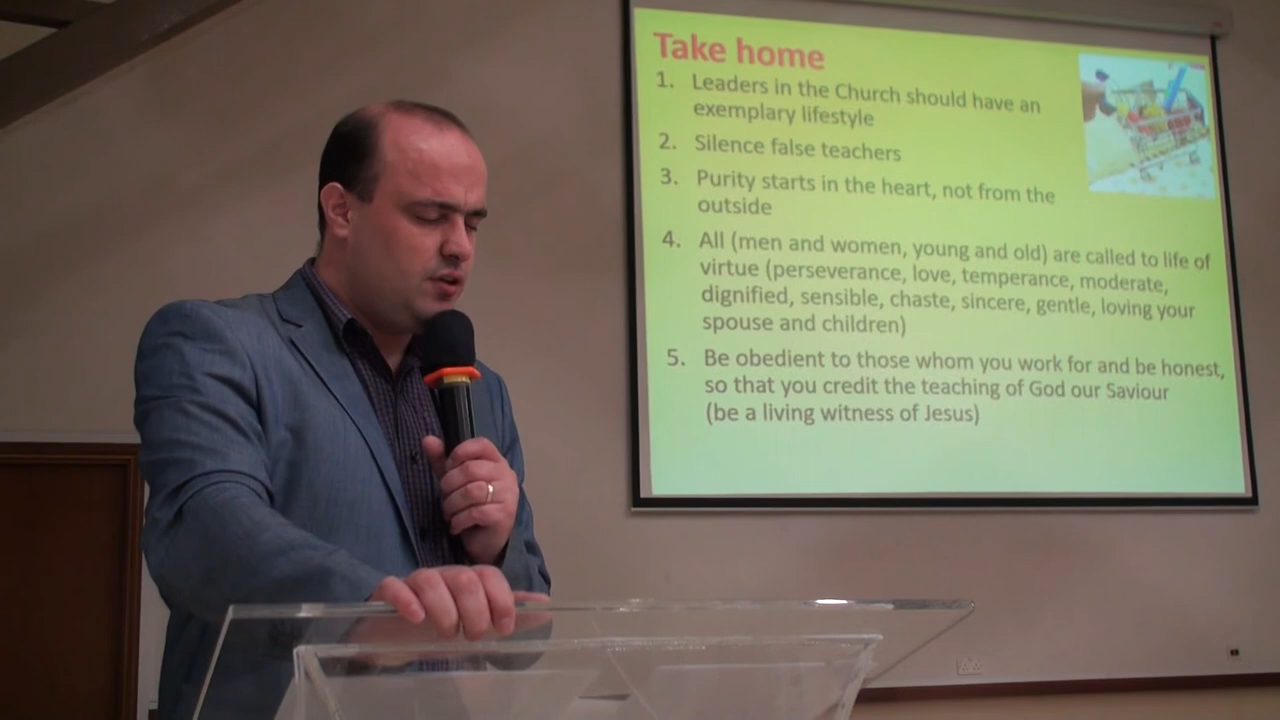 Take home
1. Leaders in the Church should have an
exemplary lifestyle
2. Silence false teachers
3. Purity starts in the heart, not from the
outside
4. All (men and women, young and old) are called to life of
virtue (perseverance, love, temperance, moderate,
dignified, sensible, chaste, sincere, gentle, loving your
spouse and children)
5. Be obedient to those whom you work for and be honest,
so that you credit the teaching of God our Saviour
(be a living witness of Jesus)